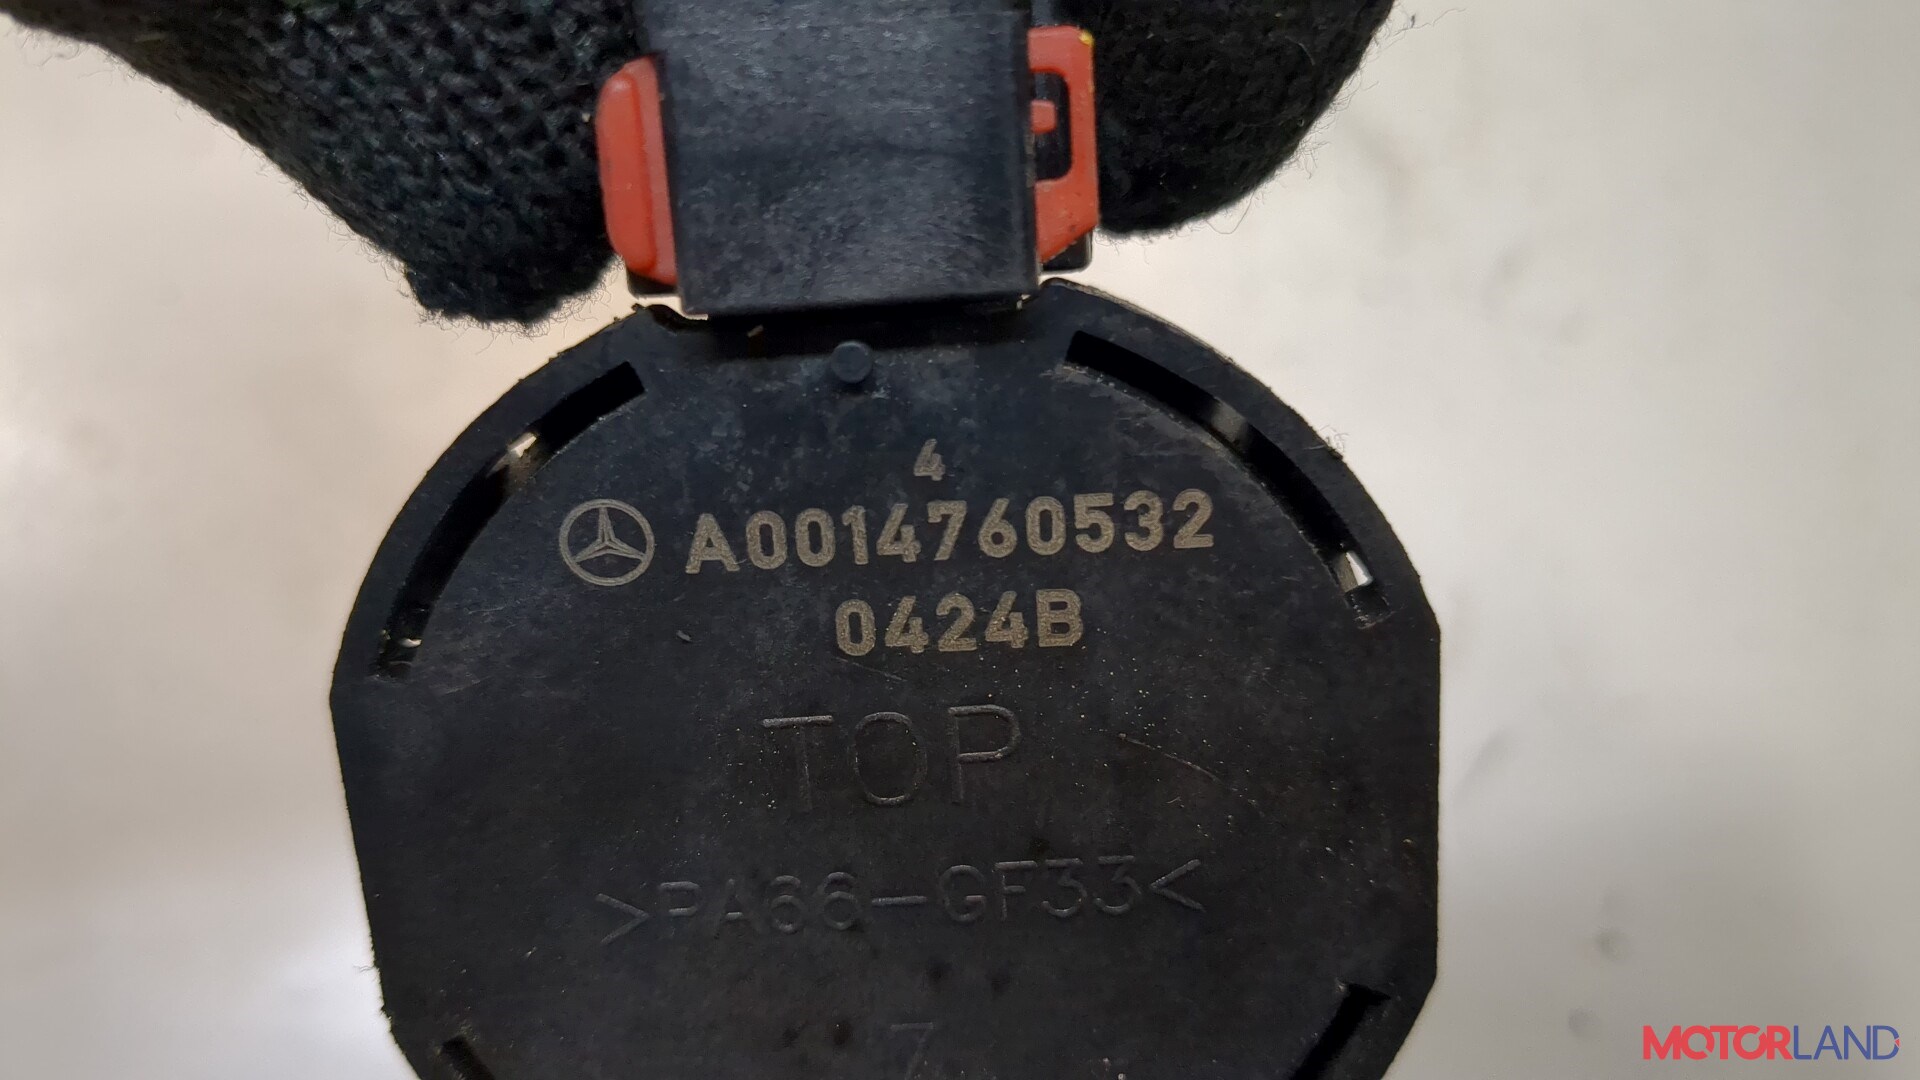 4
A0014760532
0424B
TOP
>PA66-GF33<
7
MOTORLAND